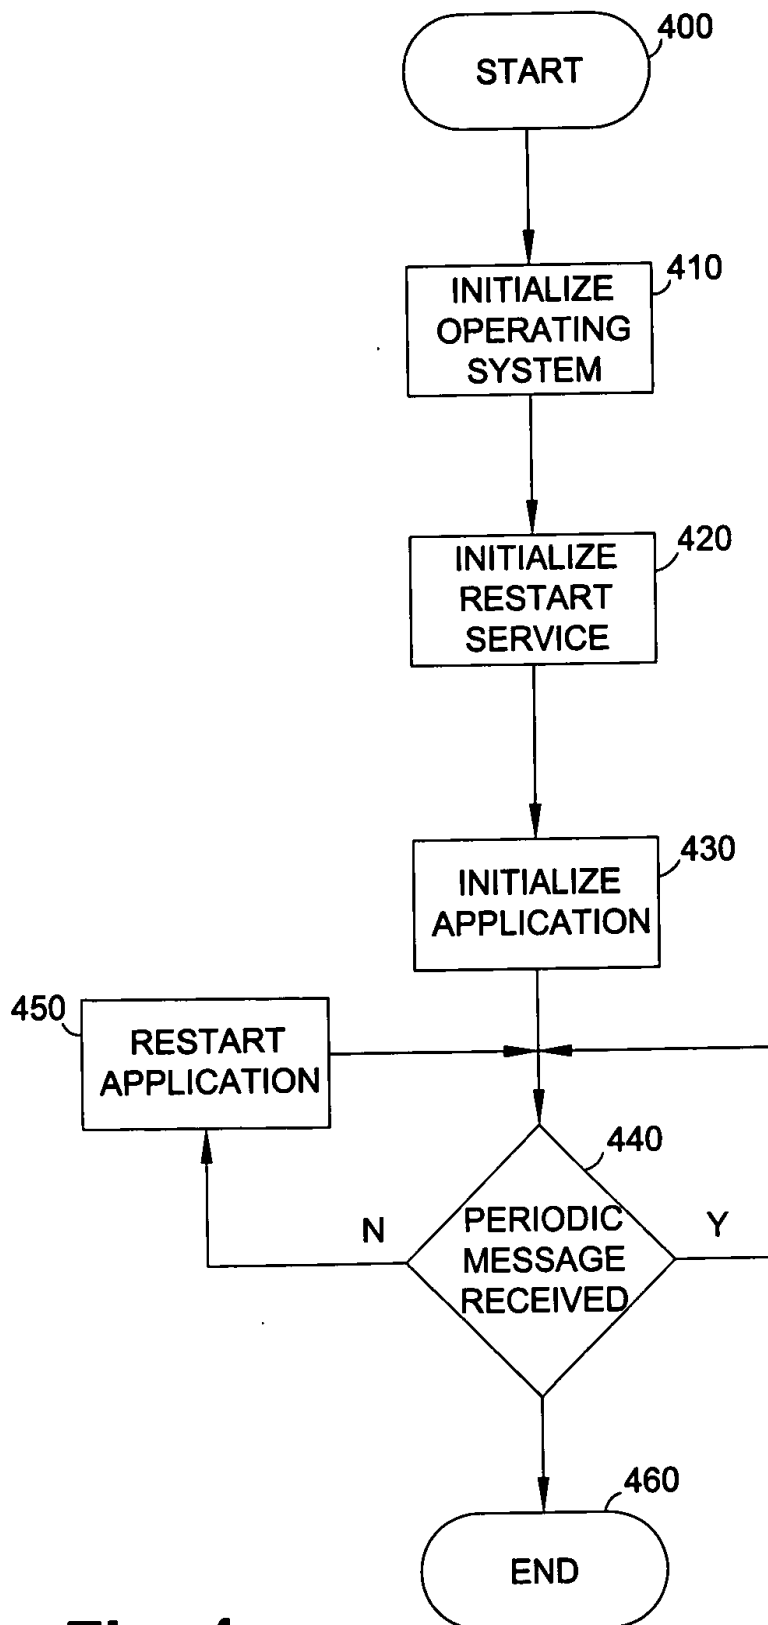 400
START
410
INITIALIZE
OPERATING
SYSTEM
420
INITIALIZE
RESTART
SERVICE
430
INITIALIZE
APPLICATION
450
RESTART
APPLICATION
440
N
PERIODIC
MESSAGE
RECEIVED
Y
460
END